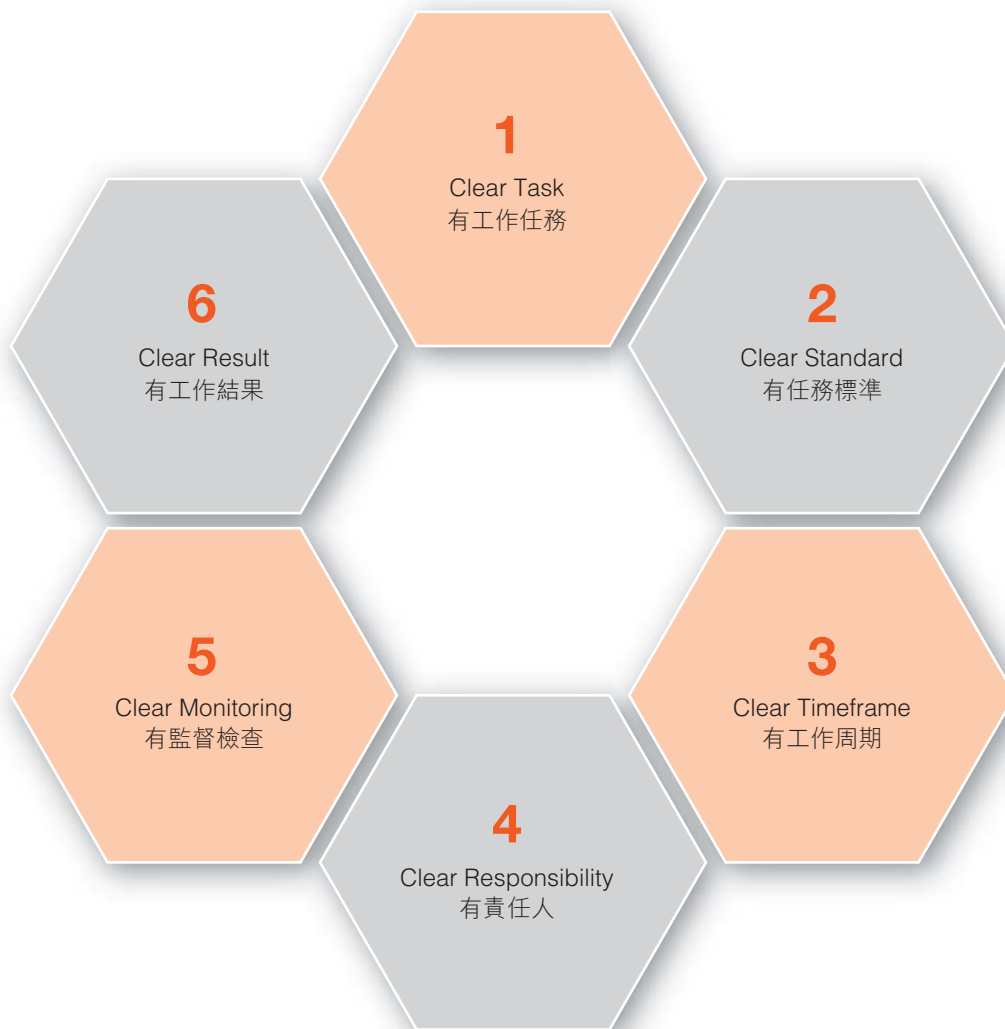 1
Clear Task
有工作任務
2
Clear Standard
有任務標準
3
Clear Timeframe
有工作周期
4
Clear Responsibility
有責任人
5
Clear Monitoring
有監督檢查
6
Clear Result
有工作結果